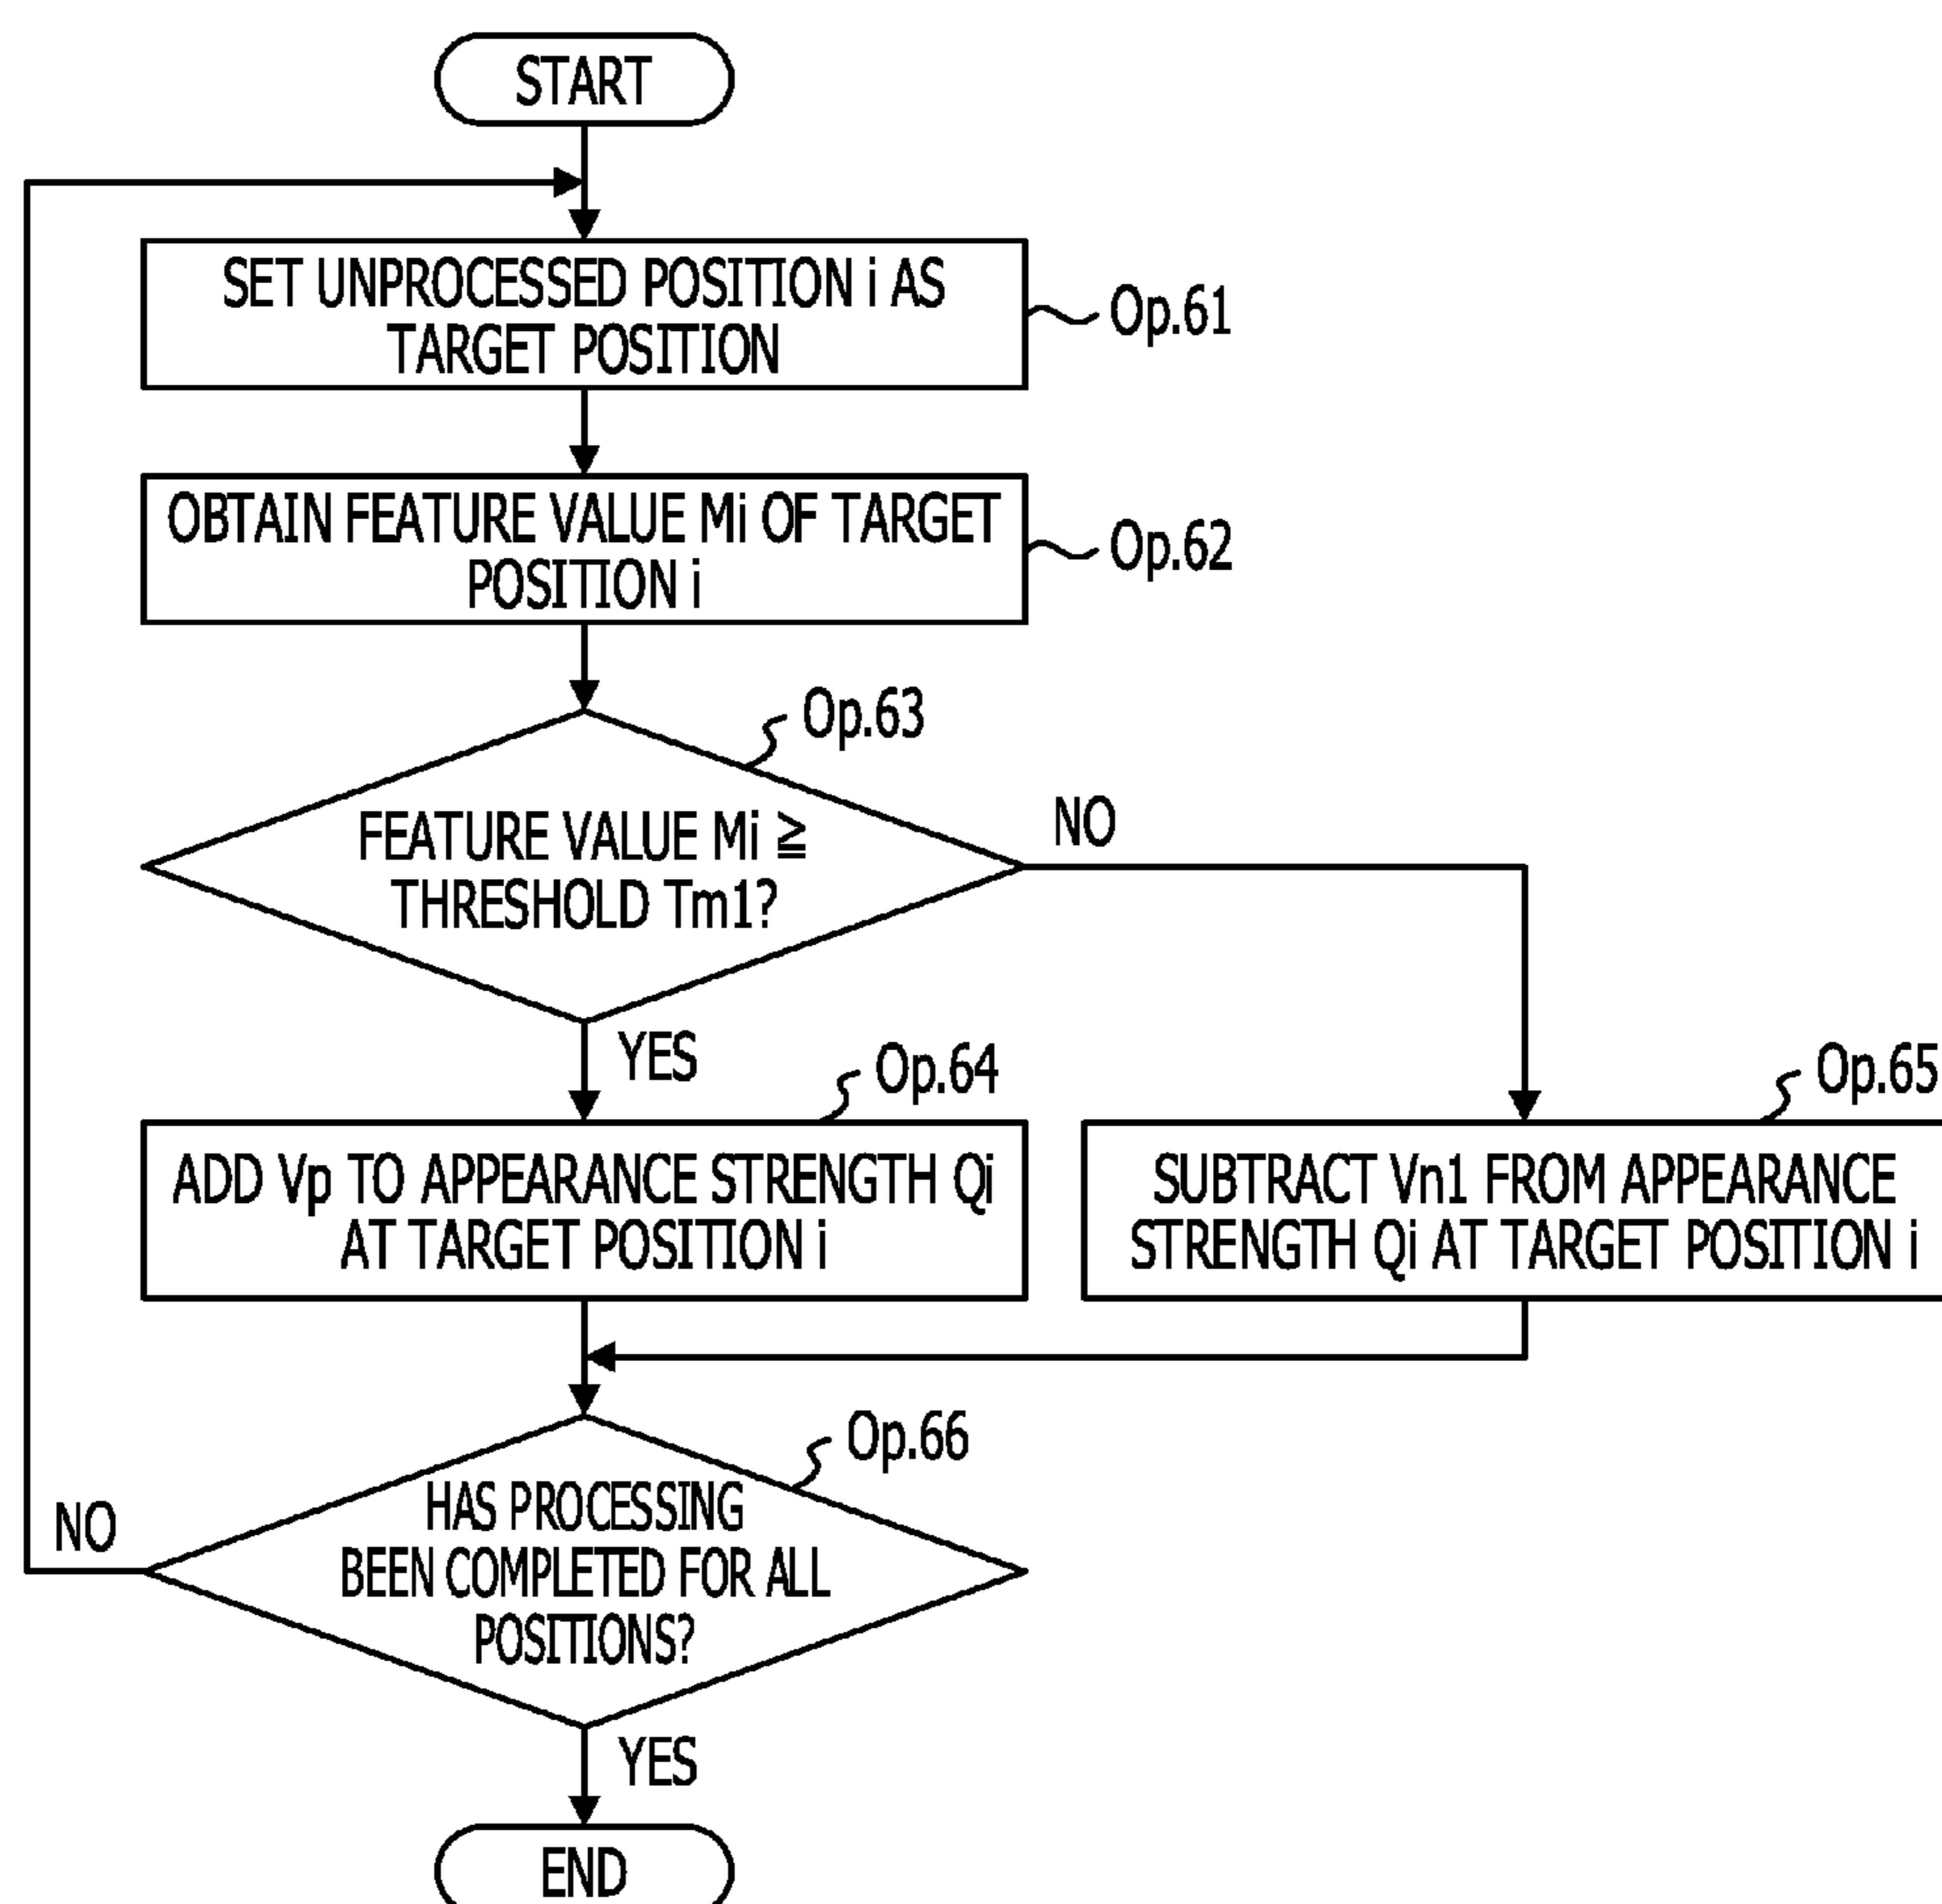 START
SET UNPROCESSED POSITION i AS
TARGET POSITION
Op.61
OBTAIN FEATURE VALUE Mi OF TARGET
POSITION i
Op.62
Op.63
FEATURE VALUE Mi ≧
THRESHOLD Tm1?
NO
YES
Op.64
ADD Vp TO APPEARANCE STRENGTH Qi
AT TARGET POSITION i
Op.65
SUBTRACT Vn1 FROM APPEARANCE
STRENGTH Qi AT TARGET POSITION i
Op.66
HAS PROCESSING
BEEN COMPLETED FOR ALL
POSITIONS?
NO
YES
END